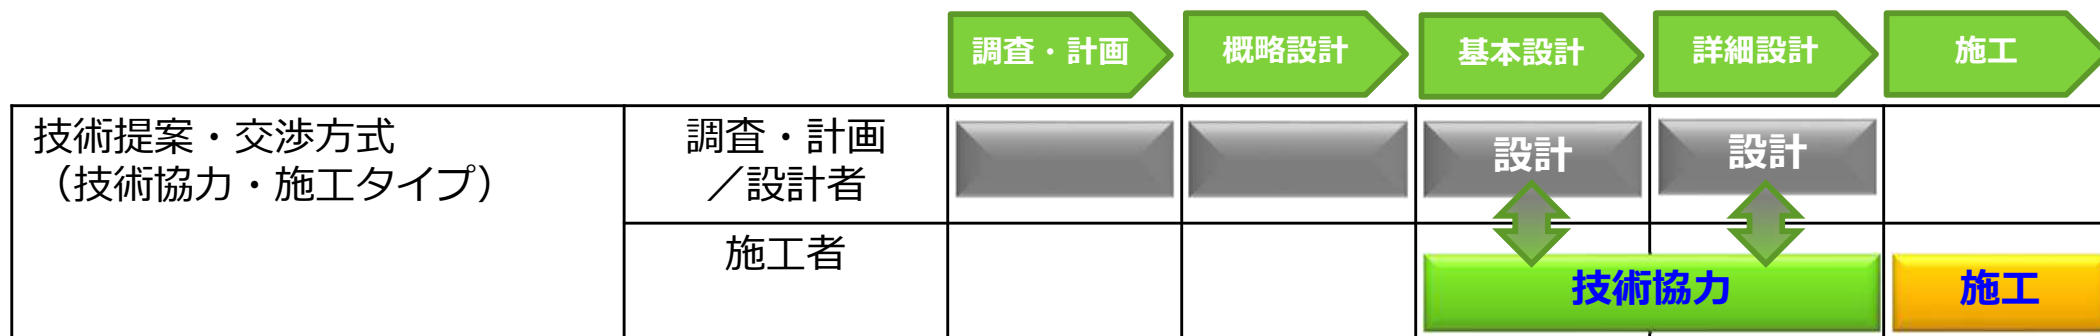 調査・計画
概略設計
基本設計
詳細設計
施工
技術提案・交渉方式
（技術協力・施工タイプ）
調査・計画
／設計者
設計
設計
施工者
技術協力
施工